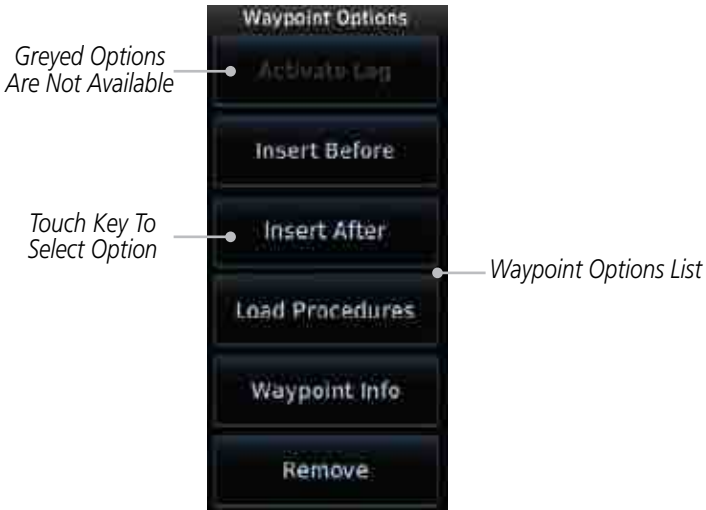 Waypoint Options
Greyed Options
Are Not Available
Activate Leg
Insert Before
Touch Key To
Select Option
Insert After
Waypoint Options List
Load Procedures
Waypoint Info
Remove